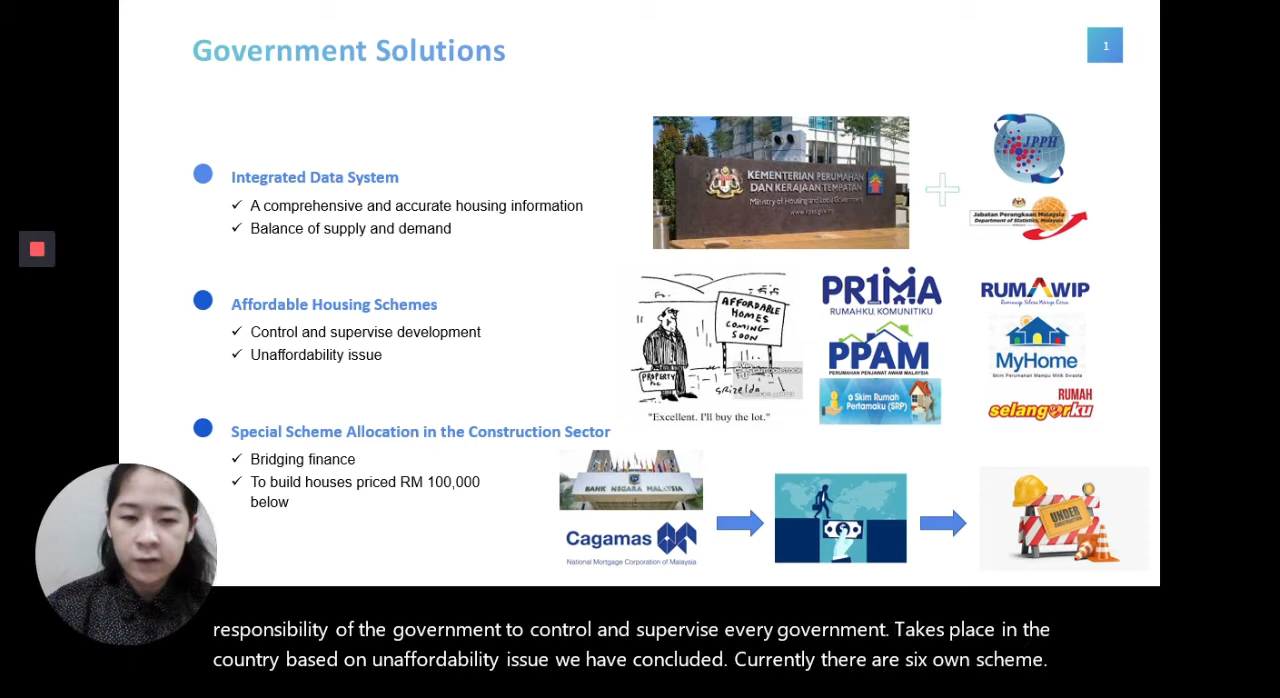 Government Solutions
1
Integrated Data System
✓ A comprehensive and accurate housing information
✓ Balance of supply and demand
KEMENTERIAN PERUMAHAN
DAN KERAJAAN TEMPATAN
Ministry of Housing and Local Government
JPPH
Jabatan Perangkaan Malaysia
Department of Statistics, Malaysia
Affordable Housing Schemes
✓ Control and supervise development
✓ Unaffordability issue
AFFORDABLE
HOMES
COMING
SOON
PROPERTY
GRIZELDA
"Excellent. I'll buy the lot."
PR1MA
RUMAHKU, KOMUNITIKU
PPAM
PERUMAHAN PENJAWAT AWAM MALAYSIA
Skim Rumah
Pertamaku (SRP)
RUMAWIP
MyHome
Skim Perumahan Mampu Milik Swasta
RUMAH
selangorku
Special Scheme Allocation in the Construction Sector
✓ Bridging finance
✓ To build houses priced RM 100,000
below
BANK NEGARA MALAYSIA
Cagamas
National Mortgage Corporation of Malaysia
UNDER
CONSTRUCTION
responsibility of the government to control and supervise every government. Takes place in the
country based on unaffordability issue we have concluded. Currently there are six own scheme.